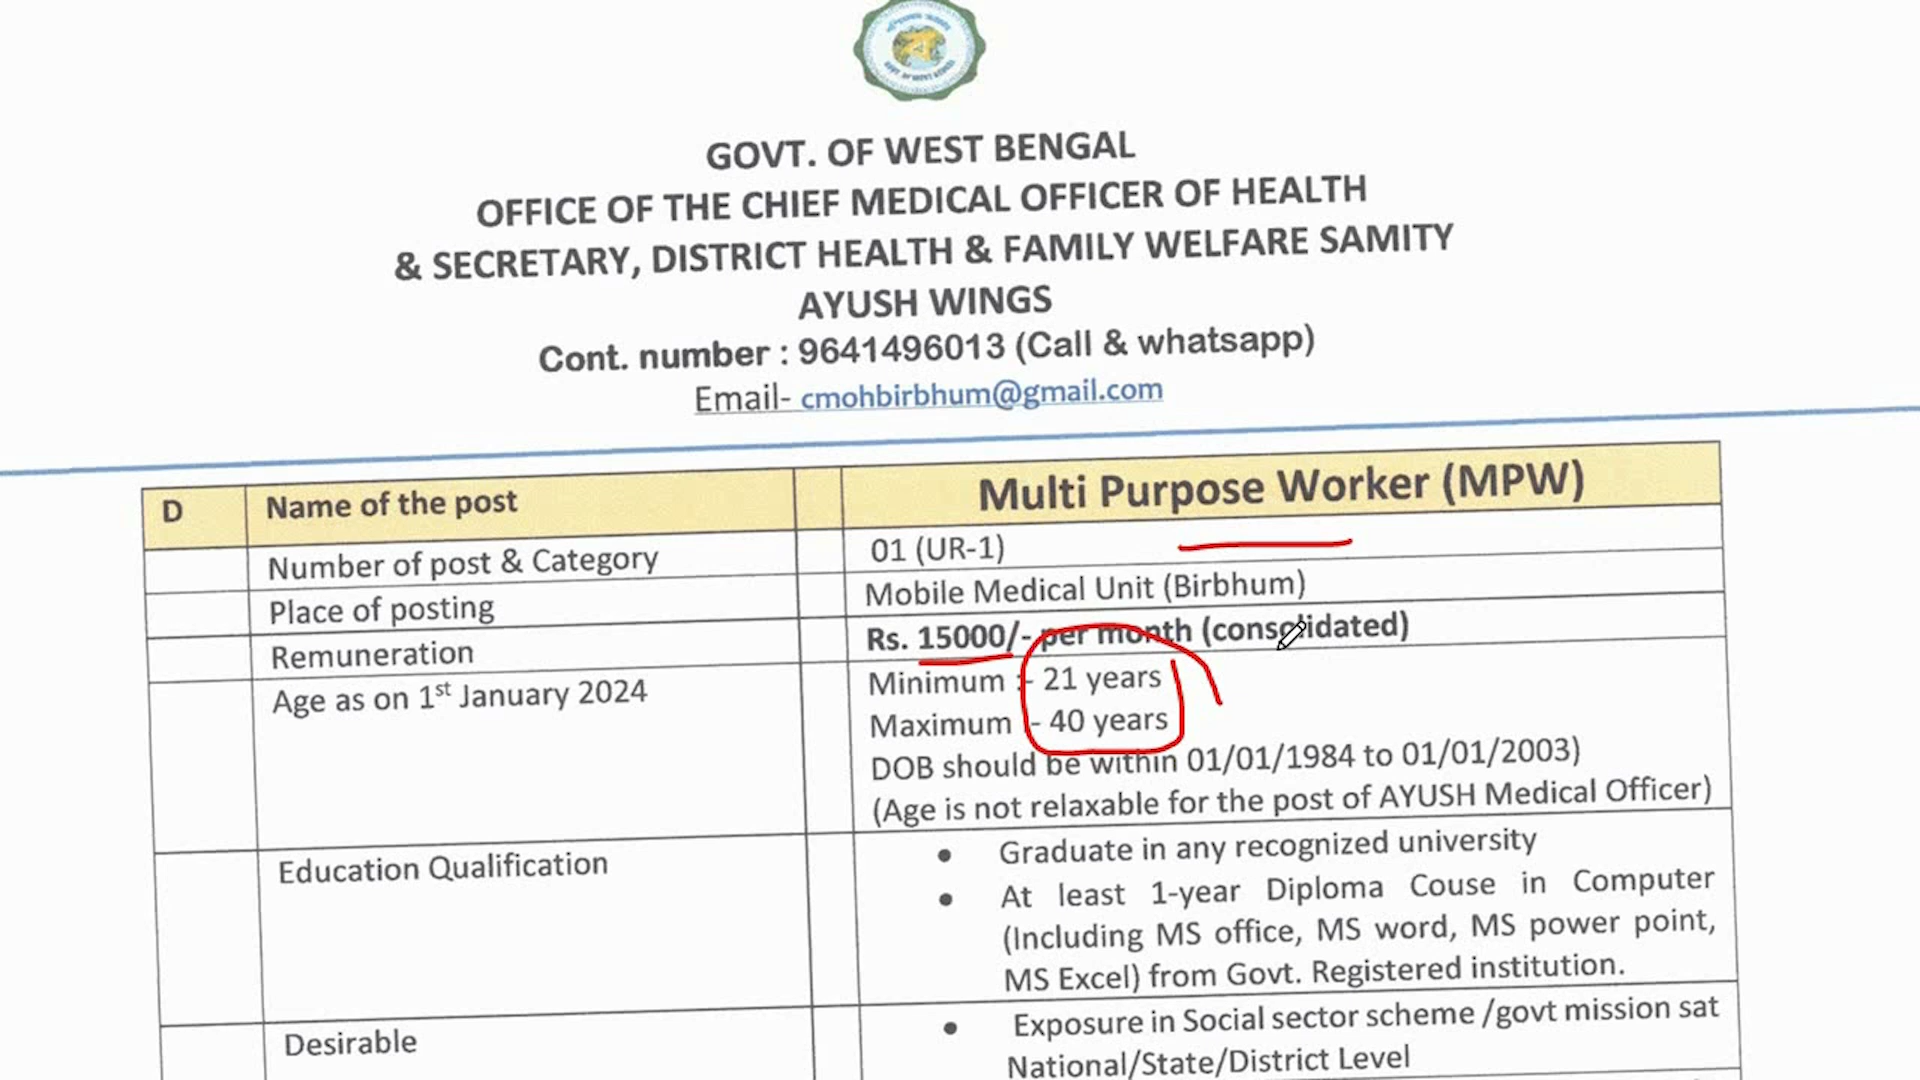 GOVT. OF WEST BENGAL
OFFICE OF THE CHIEF MEDICAL OFFICER OF HEALTH
& SECRETARY, DISTRICT HEALTH & FAMILY WELFARE SAMITY
AYUSH WINGS
Cont. number : 9641496013 (Call & whatsapp)
Email- cmohbirbhum@gmail.com
D Name of the post Multi Purpose Worker (MPW)
Number of post & Category 01 (UR-1)
Place of posting Mobile Medical Unit (Birbhum)
Remuneration Rs. 15000/- per month (consolidated)
Age as on 1st January 2024 Minimum :- 21 years
Maximum :- 40 years
DOB should be within 01/01/1984 to 01/01/2003)
(Age is not relaxable for the post of AYUSH Medical Officer)
Education Qualification • Graduate in any recognized university
• At least 1-year Diploma Couse in Computer
(Including MS office, MS word, MS power point,
MS Excel) from Govt. Registered institution.
Desirable • Exposure in Social sector scheme /govt mission sat
National/State/District Level